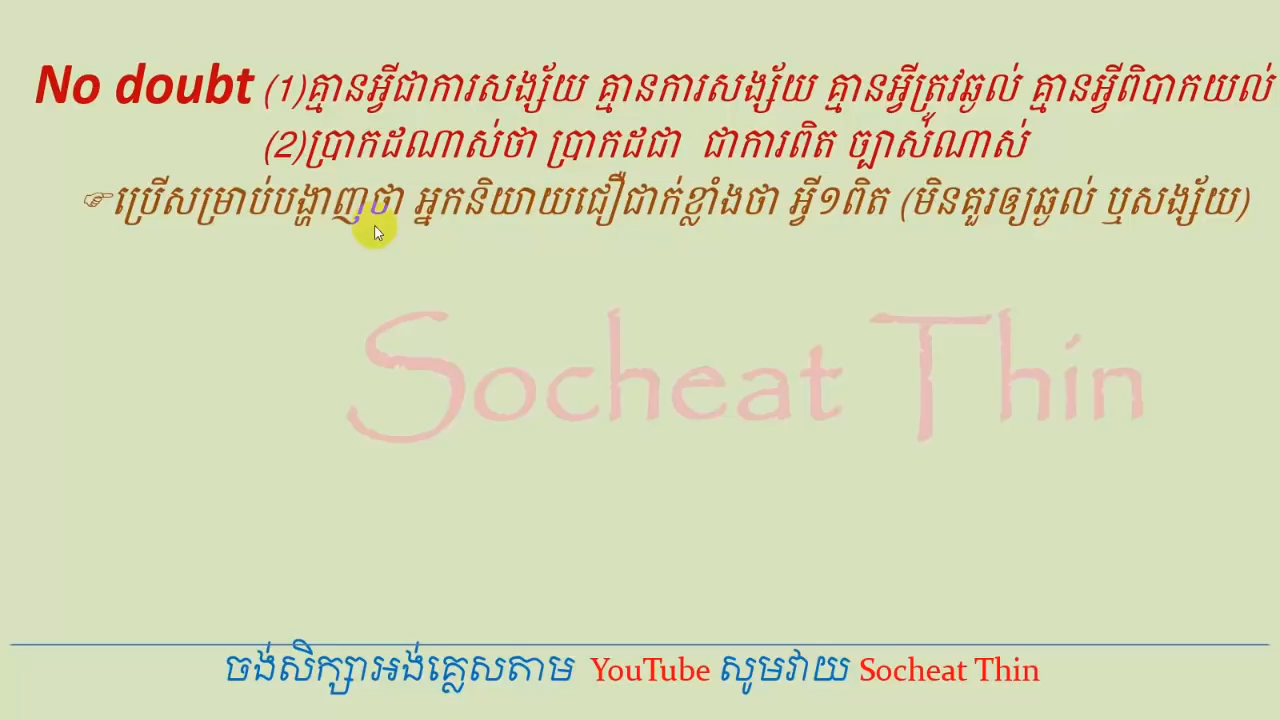 No doubt (1)គ្មានអ្វីជាការសង្ស័យ គ្មានការសង្ស័យ គ្មានអ្វីត្រូវឆ្ងល់ គ្មានអ្វីពិបាកយល់
(2)ប្រាកដណាស់ថា ប្រាកដជា ជាការពិត ច្បាស់ណាស់
☞ប្រើសម្រាប់បង្ហាញថា អ្នកនិយាយជឿជាក់ខ្លាំងថា អ្វី១ពិត (មិនគួរឲ្យឆ្ងល់ ឬសង្ស័យ)
Socheat Thin
ចង់សិក្សាអង់គ្លេសតាម YouTube សូមវាយ Socheat Thin